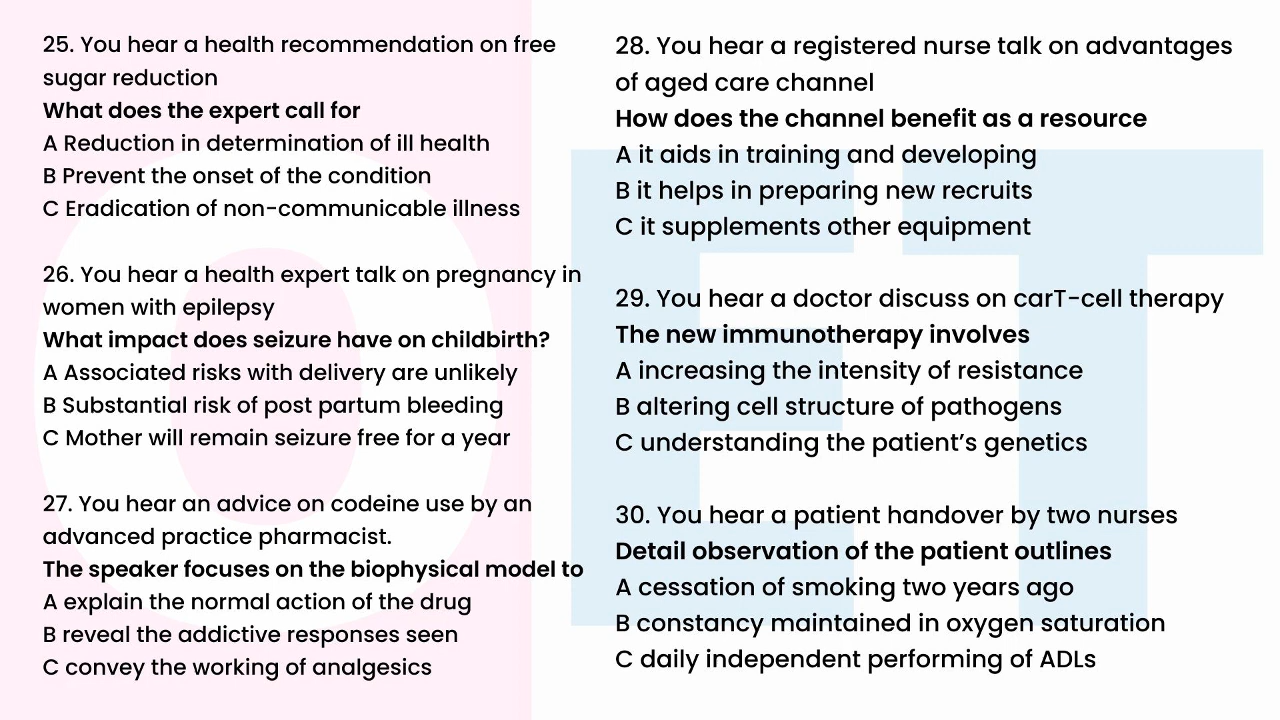 25. You hear a health recommendation on free
sugar reduction
What does the expert call for
A Reduction in determination of ill health
B Prevent the onset of the condition
C Eradication of non-communicable illness
26. You hear a health expert talk on pregnancy in
women with epilepsy
What impact does seizure have on childbirth?
A Associated risks with delivery are unlikely
B Substantial risk of post partum bleeding
C Mother will remain seizure free for a year
27. You hear an advice on codeine use by an
advanced practice pharmacist.
The speaker focuses on the biophysical model to
A explain the normal action of the drug
B reveal the addictive responses seen
C convey the working of analgesics
28. You hear a registered nurse talk on advantages
of aged care channel
How does the channel benefit as a resource
A it aids in training and developing
B it helps in preparing new recruits
C it supplements other equipment
29. You hear a doctor discuss on carT-cell therapy
The new immunotherapy involves
A increasing the intensity of resistance
B altering cell structure of pathogens
C understanding the patient’s genetics
30. You hear a patient handover by two nurses
Detail observation of the patient outlines
A cessation of smoking two years ago
B constancy maintained in oxygen saturation
C daily independent performing of ADLs
OET